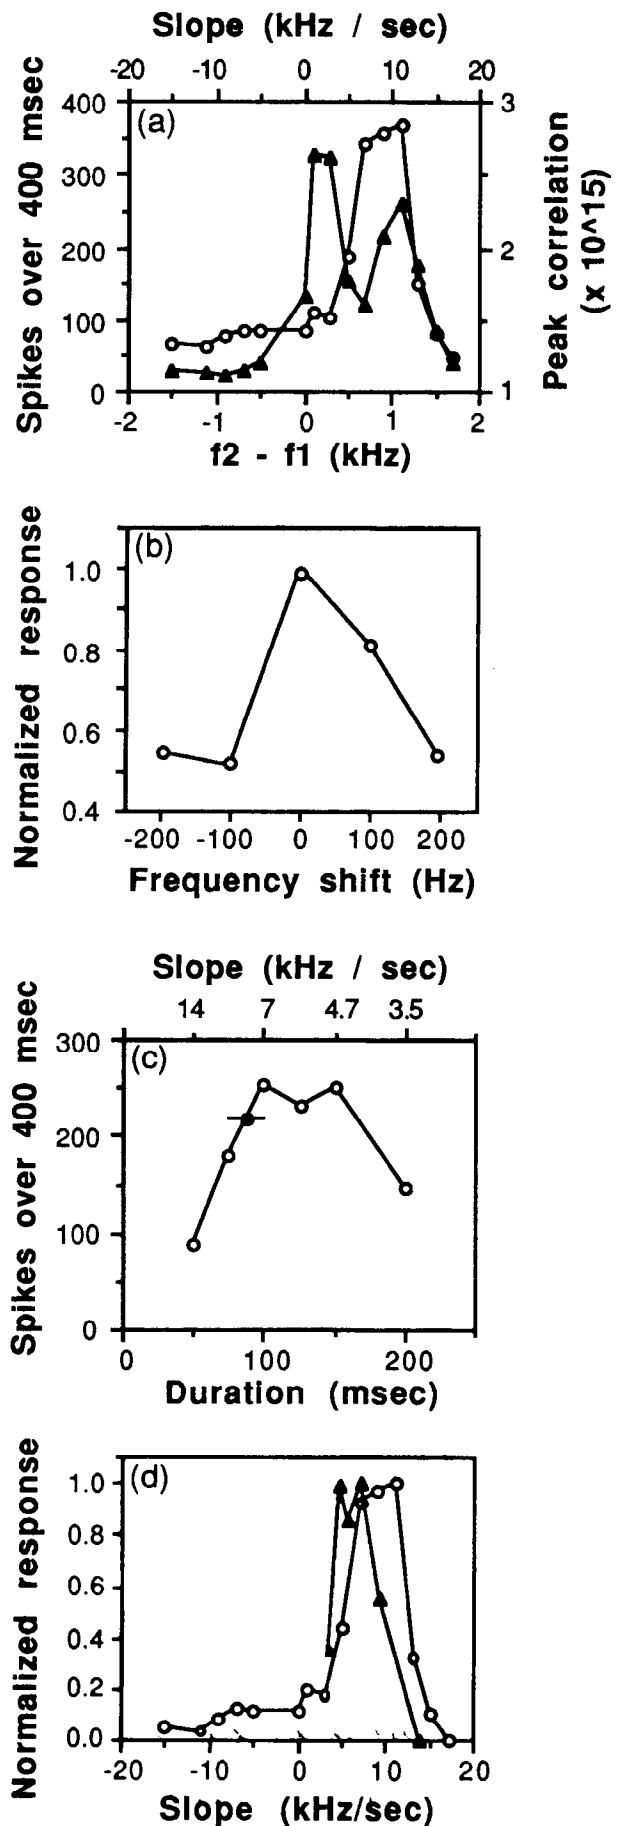 Slope (kHz / sec)
-20 -10 0 10 20
Spikes over 400 msec
400
300
200
100
0
(a)
3
2
1
Peak correlation
(x 10^15)
-2 -1 0 1 2
f2 - f1 (kHz)
Normalized response
(b)
1.0
0.8
0.6
0.4
-200 -100 0 100 200
Frequency shift (Hz)
Slope (kHz / sec)
14 7 4.7 3.5
Spikes over 400 msec
300
200
100
0
(c)
0 100 200
Duration (msec)
Normalized response
(d)
1.0
0.8
0.6
0.4
0.2
0.0
-20 -10 0 10 20
Slope (kHz/sec)